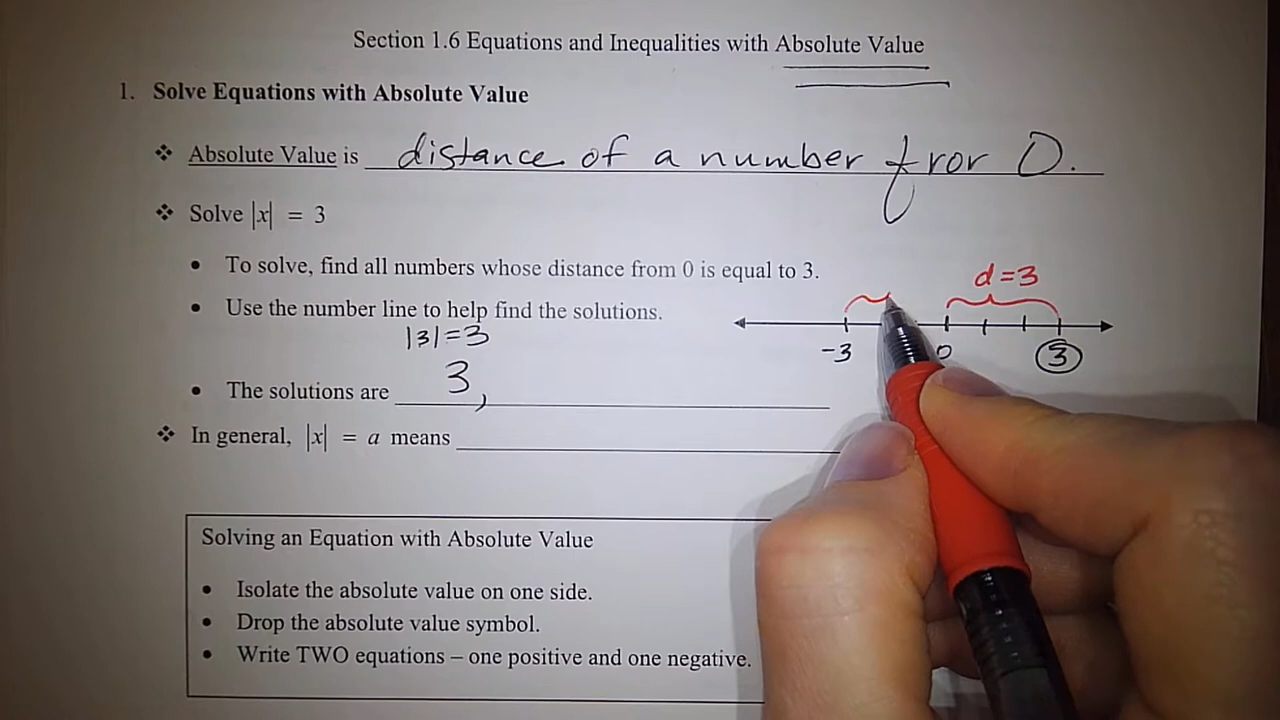 Section 1.6 Equations and Inequalities with Absolute Value
1. Solve Equations with Absolute Value
❖ Absolute Value is distance of a number fror 0.
❖ Solve |x| = 3
• To solve, find all numbers whose distance from 0 is equal to 3.
d=3
• Use the number line to help find the solutions.
|3|=3
-3 0 3
• The solutions are 3,
❖ In general, |x| = a means
Solving an Equation with Absolute Value
• Isolate the absolute value on one side.
• Drop the absolute value symbol.
• Write TWO equations – one positive and one negative.